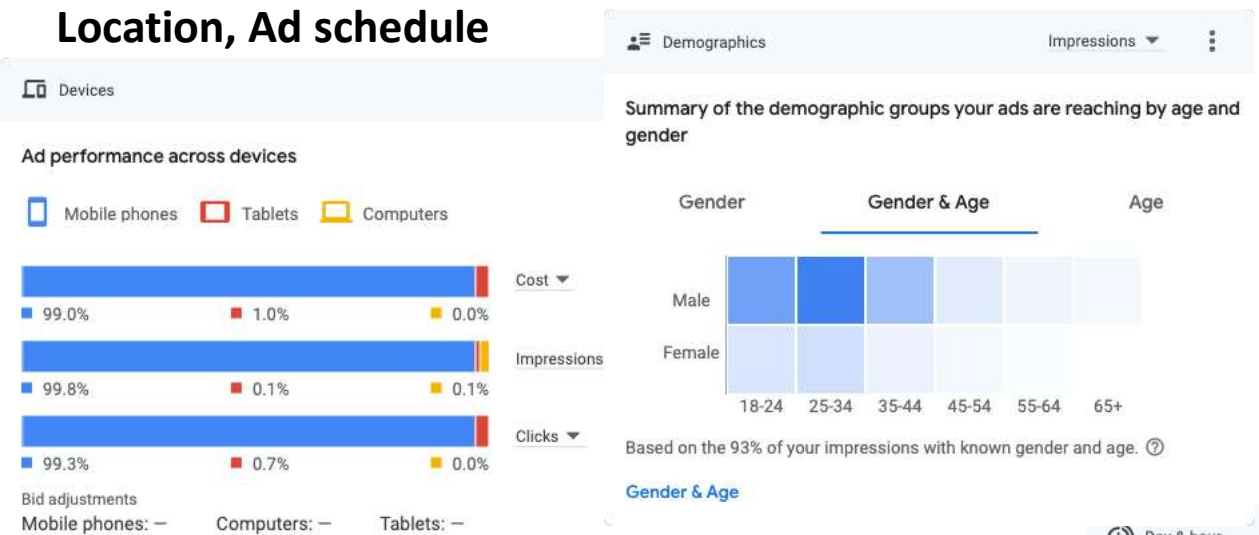 Location, Ad schedule
Devices
Ad performance across devices
Mobile phones Tablets Computers
Cost
99.0% 1.0% 0.0%
Impressions
99.8% 0.1% 0.1%
Clicks
99.3% 0.7% 0.0%
Bid adjustments
Mobile phones: — Computers: — Tablets: —
Demographics Impressions
Summary of the demographic groups your ads are reaching by age and
gender
Gender Gender & Age Age
Male
Female
18-24 25-34 35-44 45-54 55-64 65+
Based on the 93% of your impressions with known gender and age.
Gender & Age
Day & hour